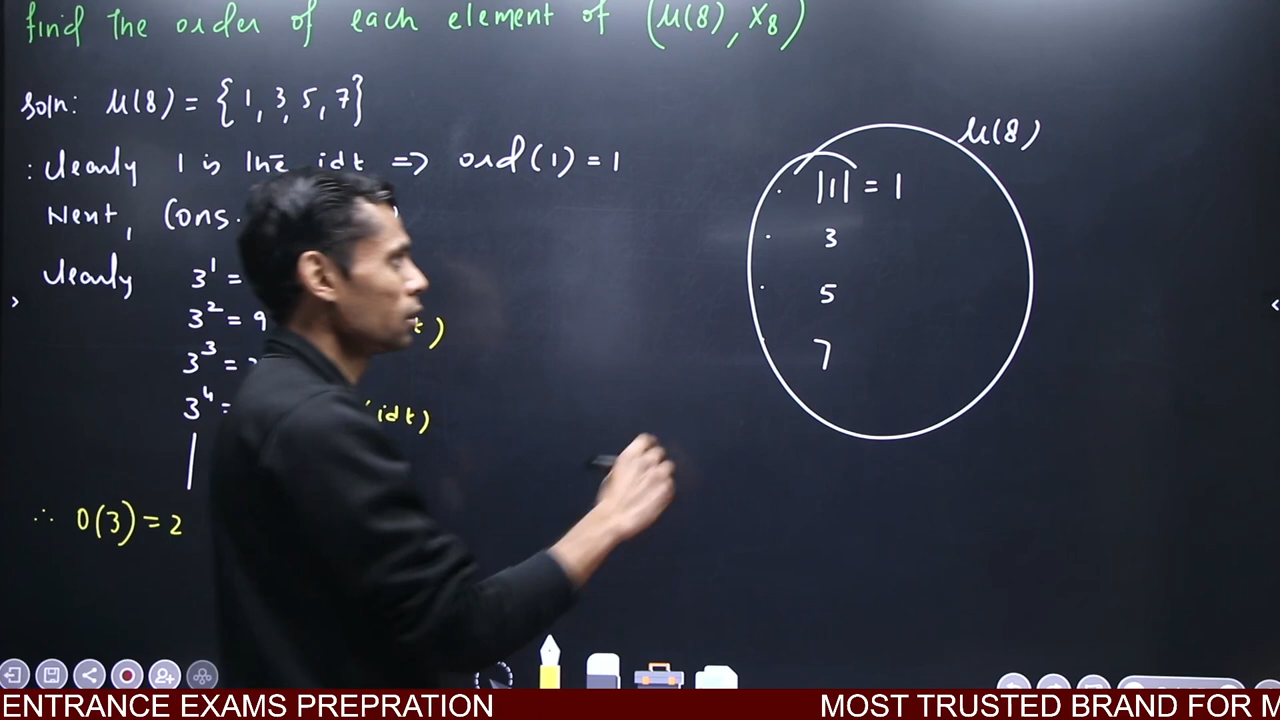 find The order of each element of (μ(8), X₈)
Soln: μ(8) = {1, 3, 5, 7}
: Clearly 1 is The idt => ord(1) = 1
Next, Cons.
Clearly 3¹ =
3² = 9 t)
3³ =
3⁴ = idt)
∴ O(3) = 2
μ(8)
|1| = 1
3
5
7
ENTRANCE EXAMS PREPRATION MOST TRUSTED BRAND FOR M